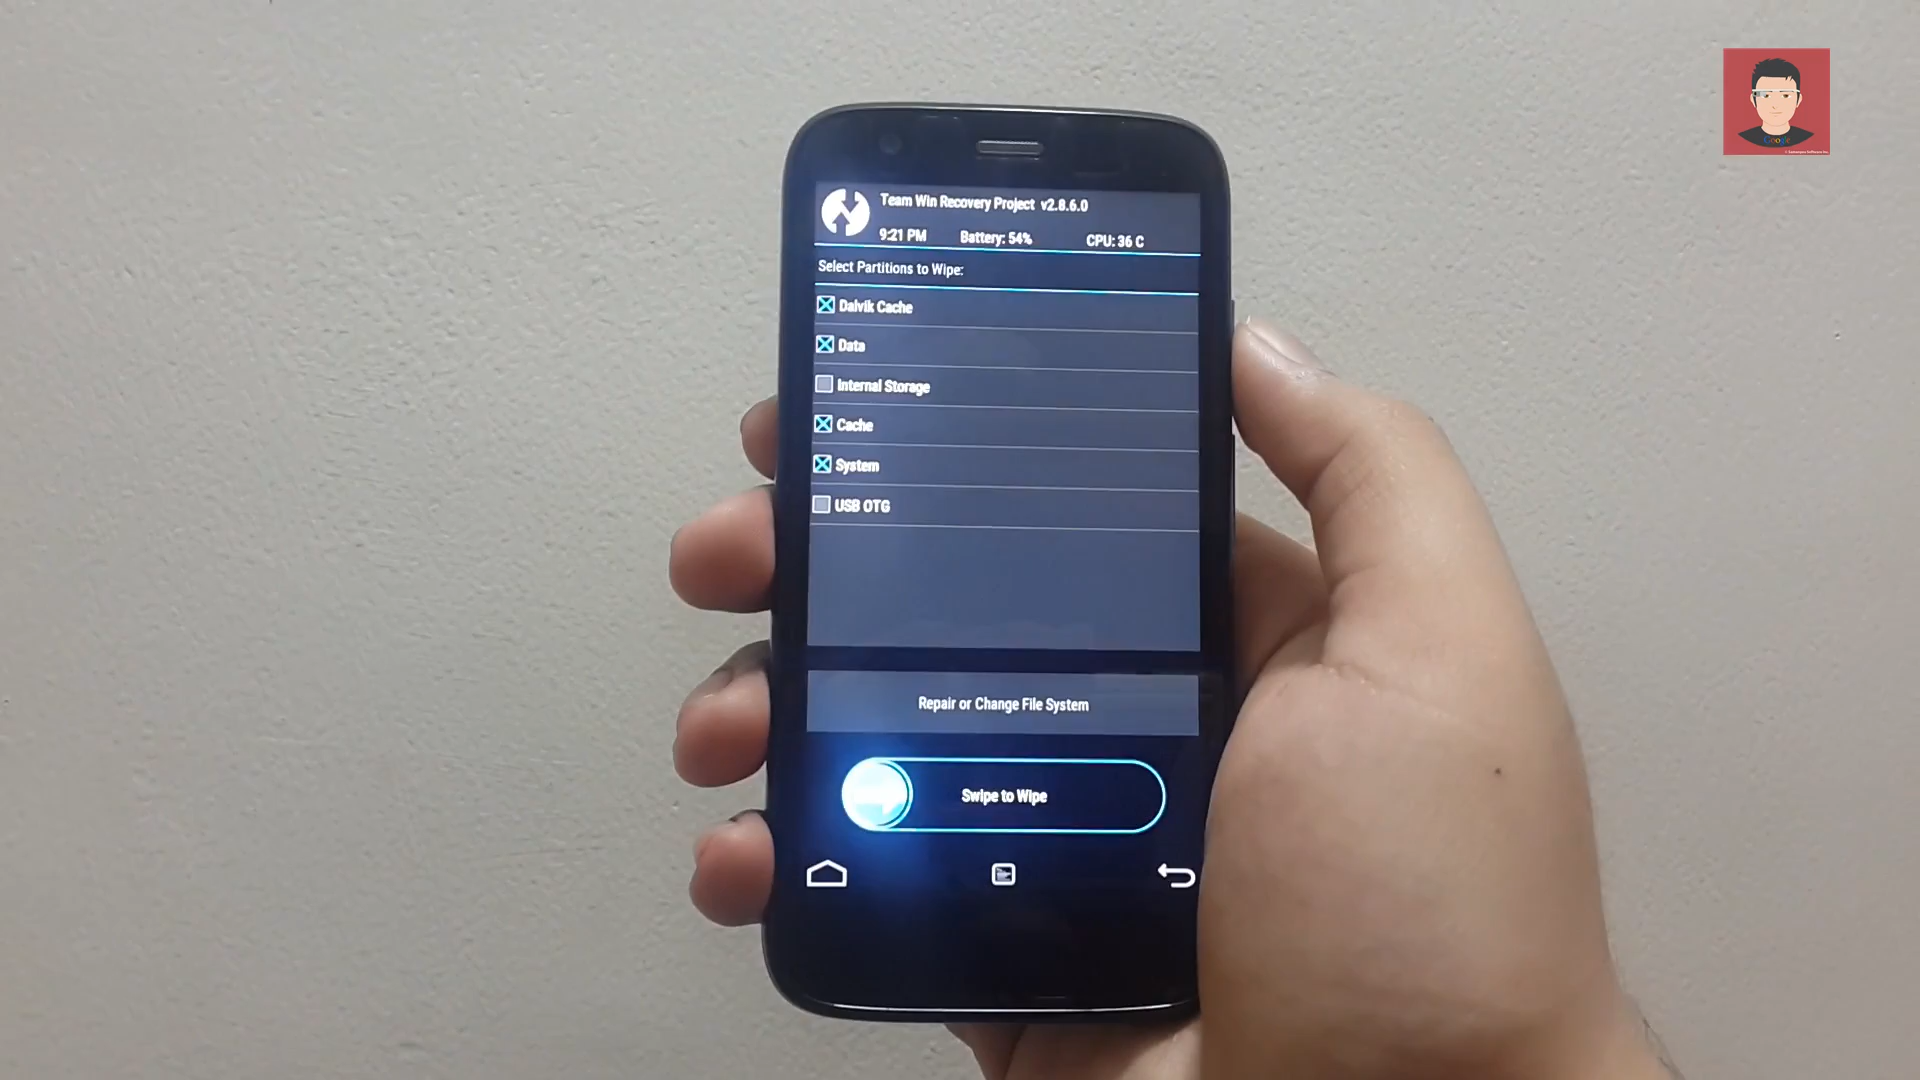 Team Win Recovery Project v2.8.6.0
9:21 PM Battery: 54% CPU: 36 C
Select Partitions to Wipe:
Dalvik Cache
Data
Internal Storage
Cache
System
USB OTG
Repair or Change File System
Swipe to Wipe
Google